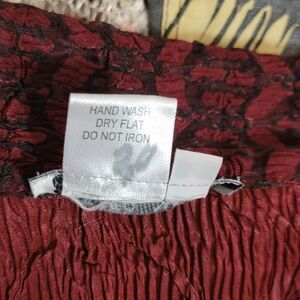 HAND WASH
DRY FLAT
DO NOT IRON